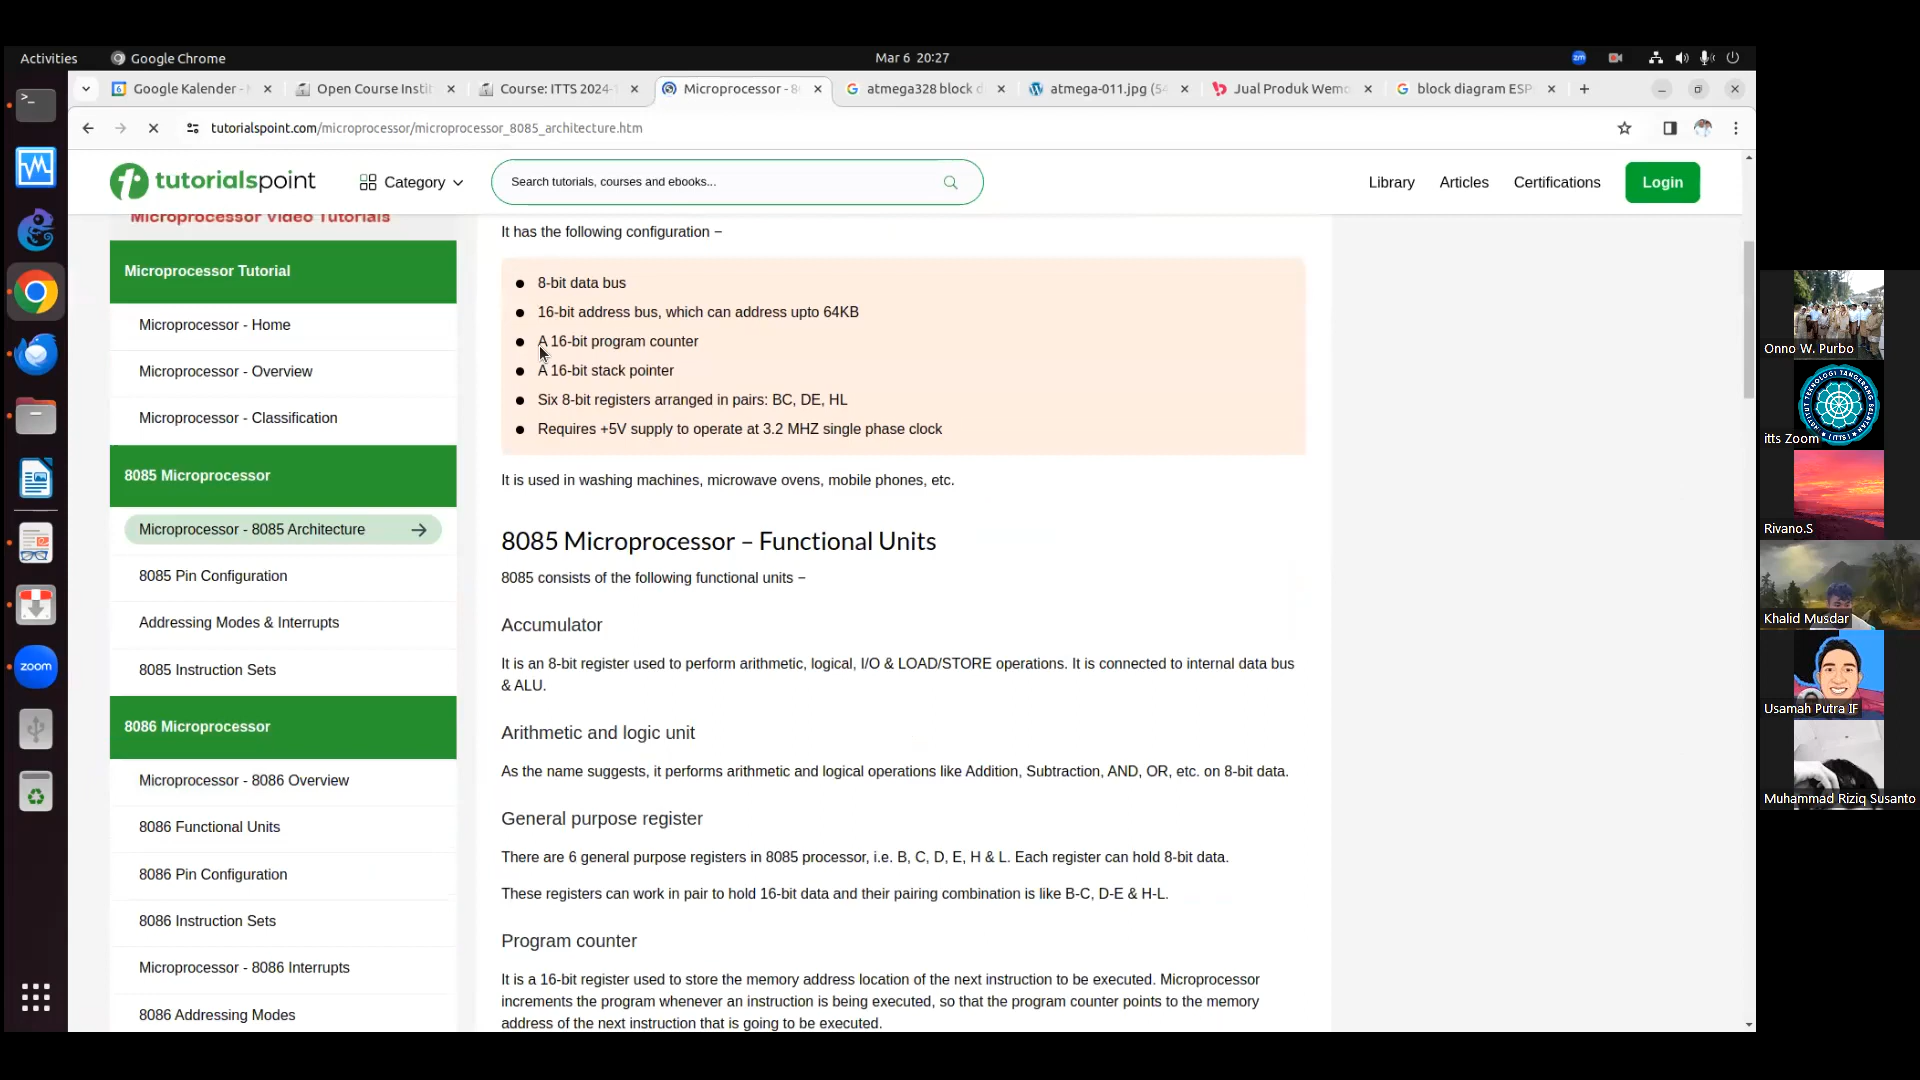 Activities
Google Chrome
Mar 6 20:27
zm
Google Kalender -
Open Course Insti
Course: ITTS 2024-
Microprocessor - 8
atmega328 block d
atmega-011.jpg (5
Jual Produk Wemo
block diagram ESP
tutorialspoint.com/microprocessor/microprocessor_8085_architecture.htm
tutorialspoint
Category
Search tutorials, courses and ebooks...
Library
Articles
Certifications
Login
Microprocessor Video Tutorials
Microprocessor Tutorial
Microprocessor - Home
Microprocessor - Overview
Microprocessor - Classification
8085 Microprocessor
Microprocessor - 8085 Architecture
8085 Pin Configuration
Addressing Modes & Interrupts
8085 Instruction Sets
8086 Microprocessor
Microprocessor - 8086 Overview
8086 Functional Units
8086 Pin Configuration
8086 Instruction Sets
Microprocessor - 8086 Interrupts
8086 Addressing Modes
It has the following configuration −
8-bit data bus
16-bit address bus, which can address upto 64KB
A 16-bit program counter
A 16-bit stack pointer
Six 8-bit registers arranged in pairs: BC, DE, HL
Requires +5V supply to operate at 3.2 MHZ single phase clock
It is used in washing machines, microwave ovens, mobile phones, etc.
8085 Microprocessor – Functional Units
8085 consists of the following functional units −
Accumulator
It is an 8-bit register used to perform arithmetic, logical, I/O & LOAD/STORE operations. It is connected to internal data bus
& ALU.
Arithmetic and logic unit
As the name suggests, it performs arithmetic and logical operations like Addition, Subtraction, AND, OR, etc. on 8-bit data.
General purpose register
There are 6 general purpose registers in 8085 processor, i.e. B, C, D, E, H & L. Each register can hold 8-bit data.
These registers can work in pair to hold 16-bit data and their pairing combination is like B-C, D-E & H-L.
Program counter
It is a 16-bit register used to store the memory address location of the next instruction to be executed. Microprocessor
increments the program whenever an instruction is being executed, so that the program counter points to the memory
address of the next instruction that is going to be executed.
zoom
Onno W. Purbo
itts Zoom
Rivano.S
Khalid Musdar
Usamah Putra IF
Muhammad Riziq Susanto